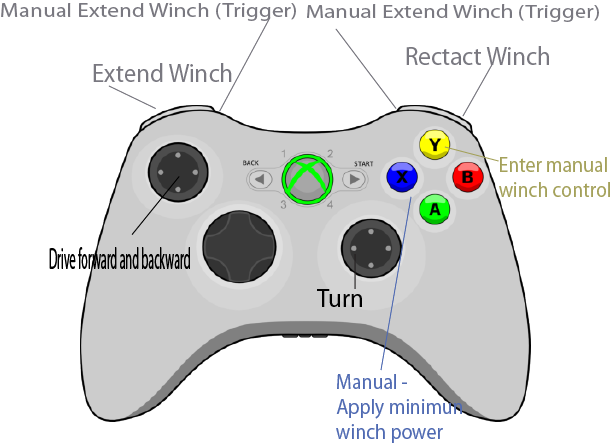 Manual Extend Winch (Trigger)
Manual Extend Winch (Trigger)
Extend Winch
Rectact Winch
1 2
BACK
START
3 4
Y
X
B
A
Enter manual
winch control
Drive forward and backward
Turn
Manual -
Apply minimun
winch power